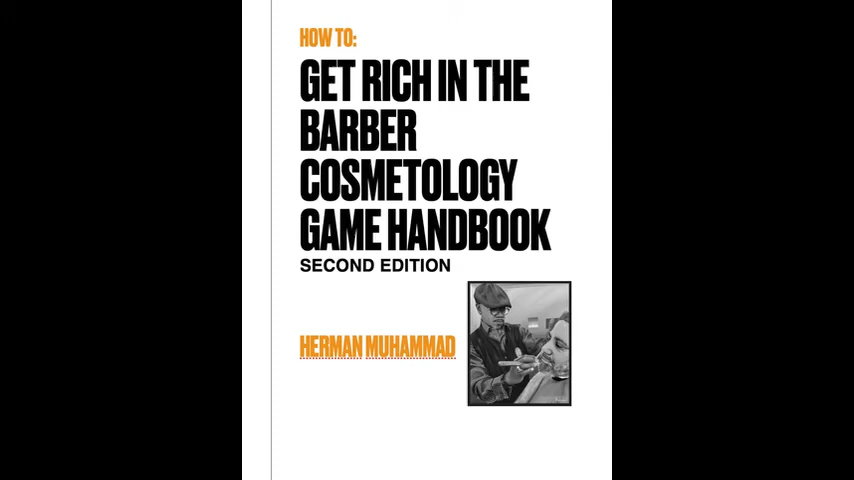 HOW TO:
GET RICH IN THE
BARBER
COSMETOLOGY
GAME HANDBOOK
SECOND EDITION
HERMAN MUHAMMAD